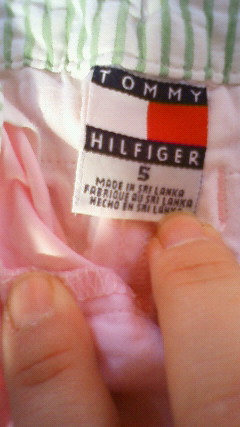 TOMMY
HILFIGER
5
MADE IN SRI LANKA
FABRIQUE AU SRI LANKA
HECHO EN SRI LANKA